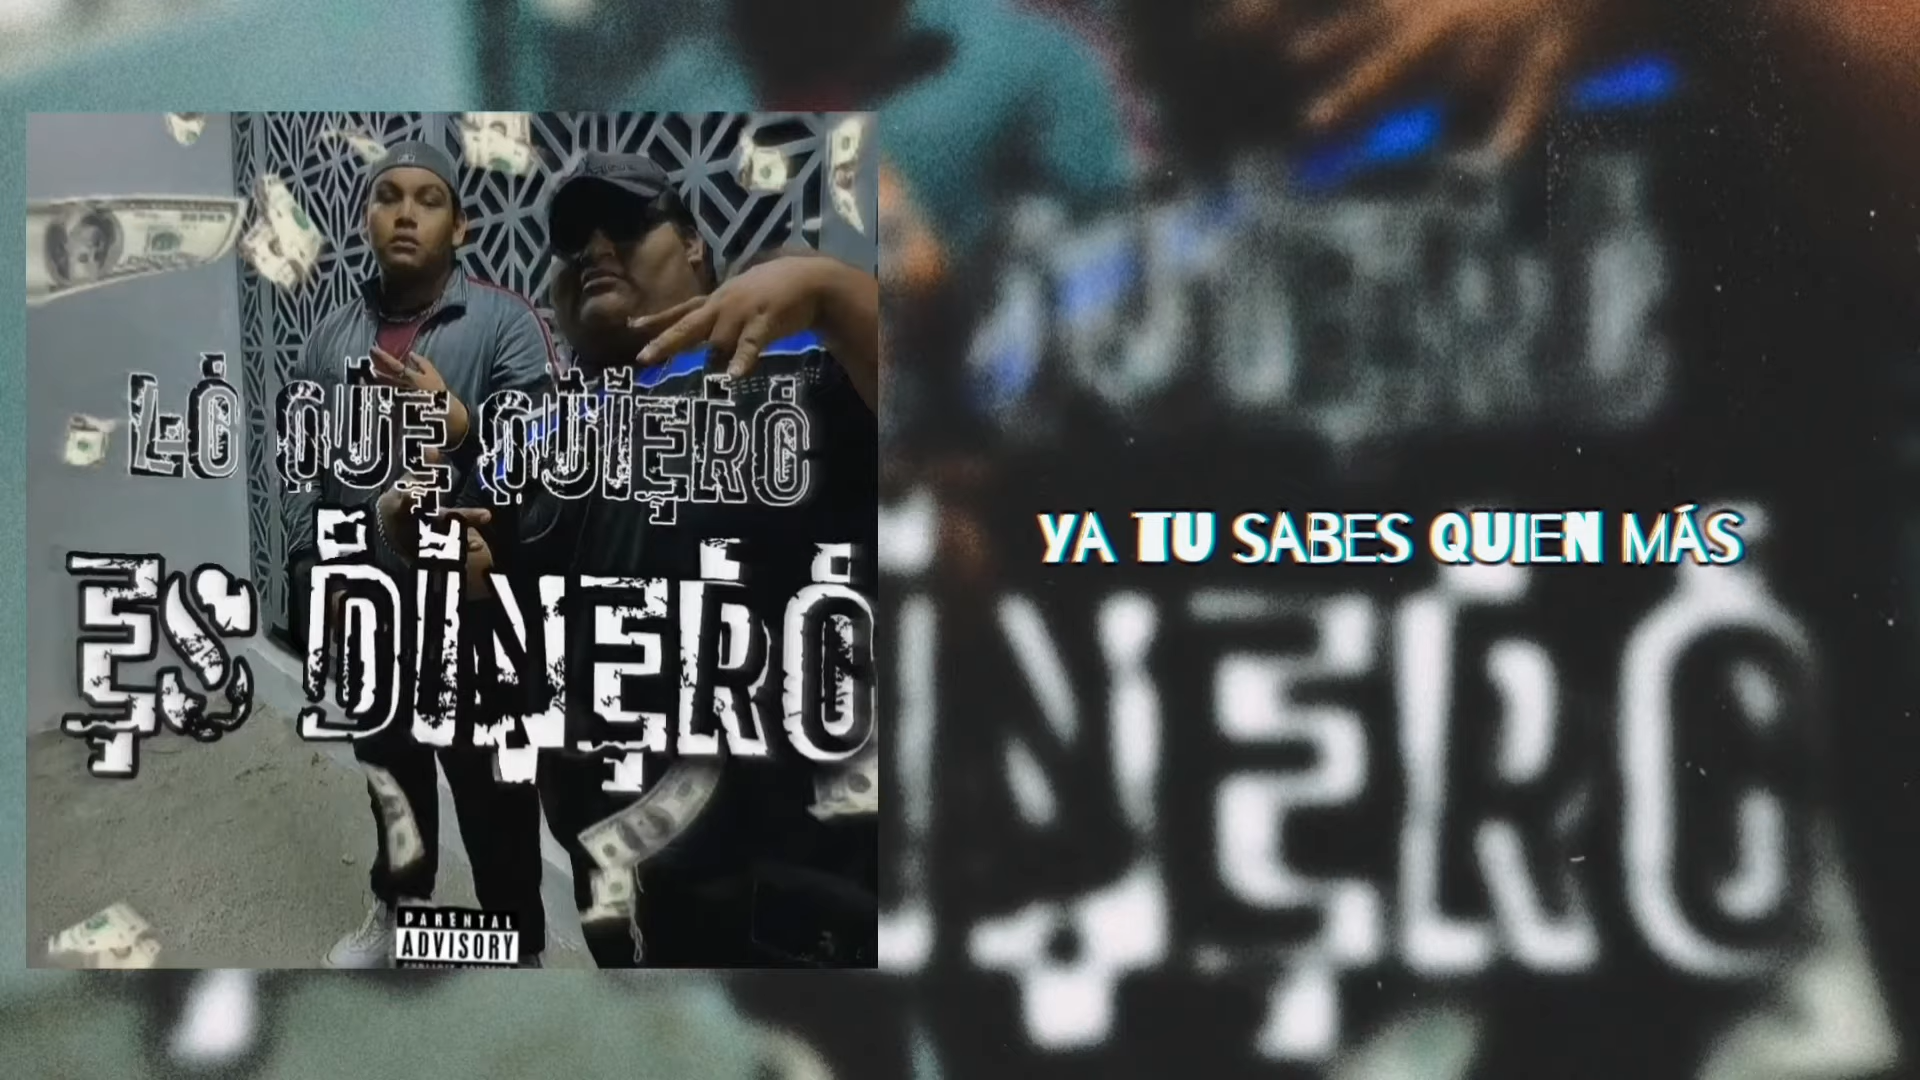 LO QUE QUIERO
ES DINERO
PARENTAL
ADVISORY
YA TU SABES QUIEN MÁS